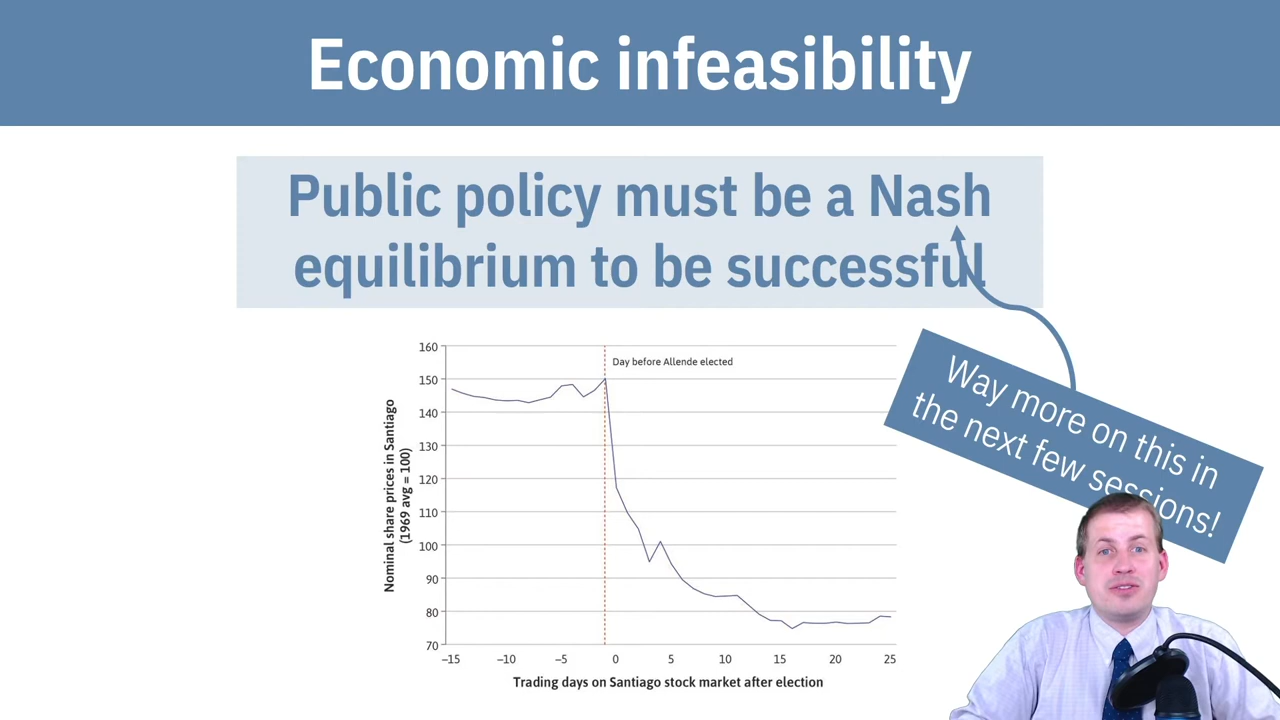 Economic infeasibility
Public policy must be a Nash
equilibrium to be successful
Way more on this in
the next few sessions!
Day before Allende elected
Nominal share prices in Santiago
(1969 avg = 100)
160
150
140
130
120
110
100
90
80
70
–15
–10
–5
0
5
10
15
20
25
Trading days on Santiago stock market after election